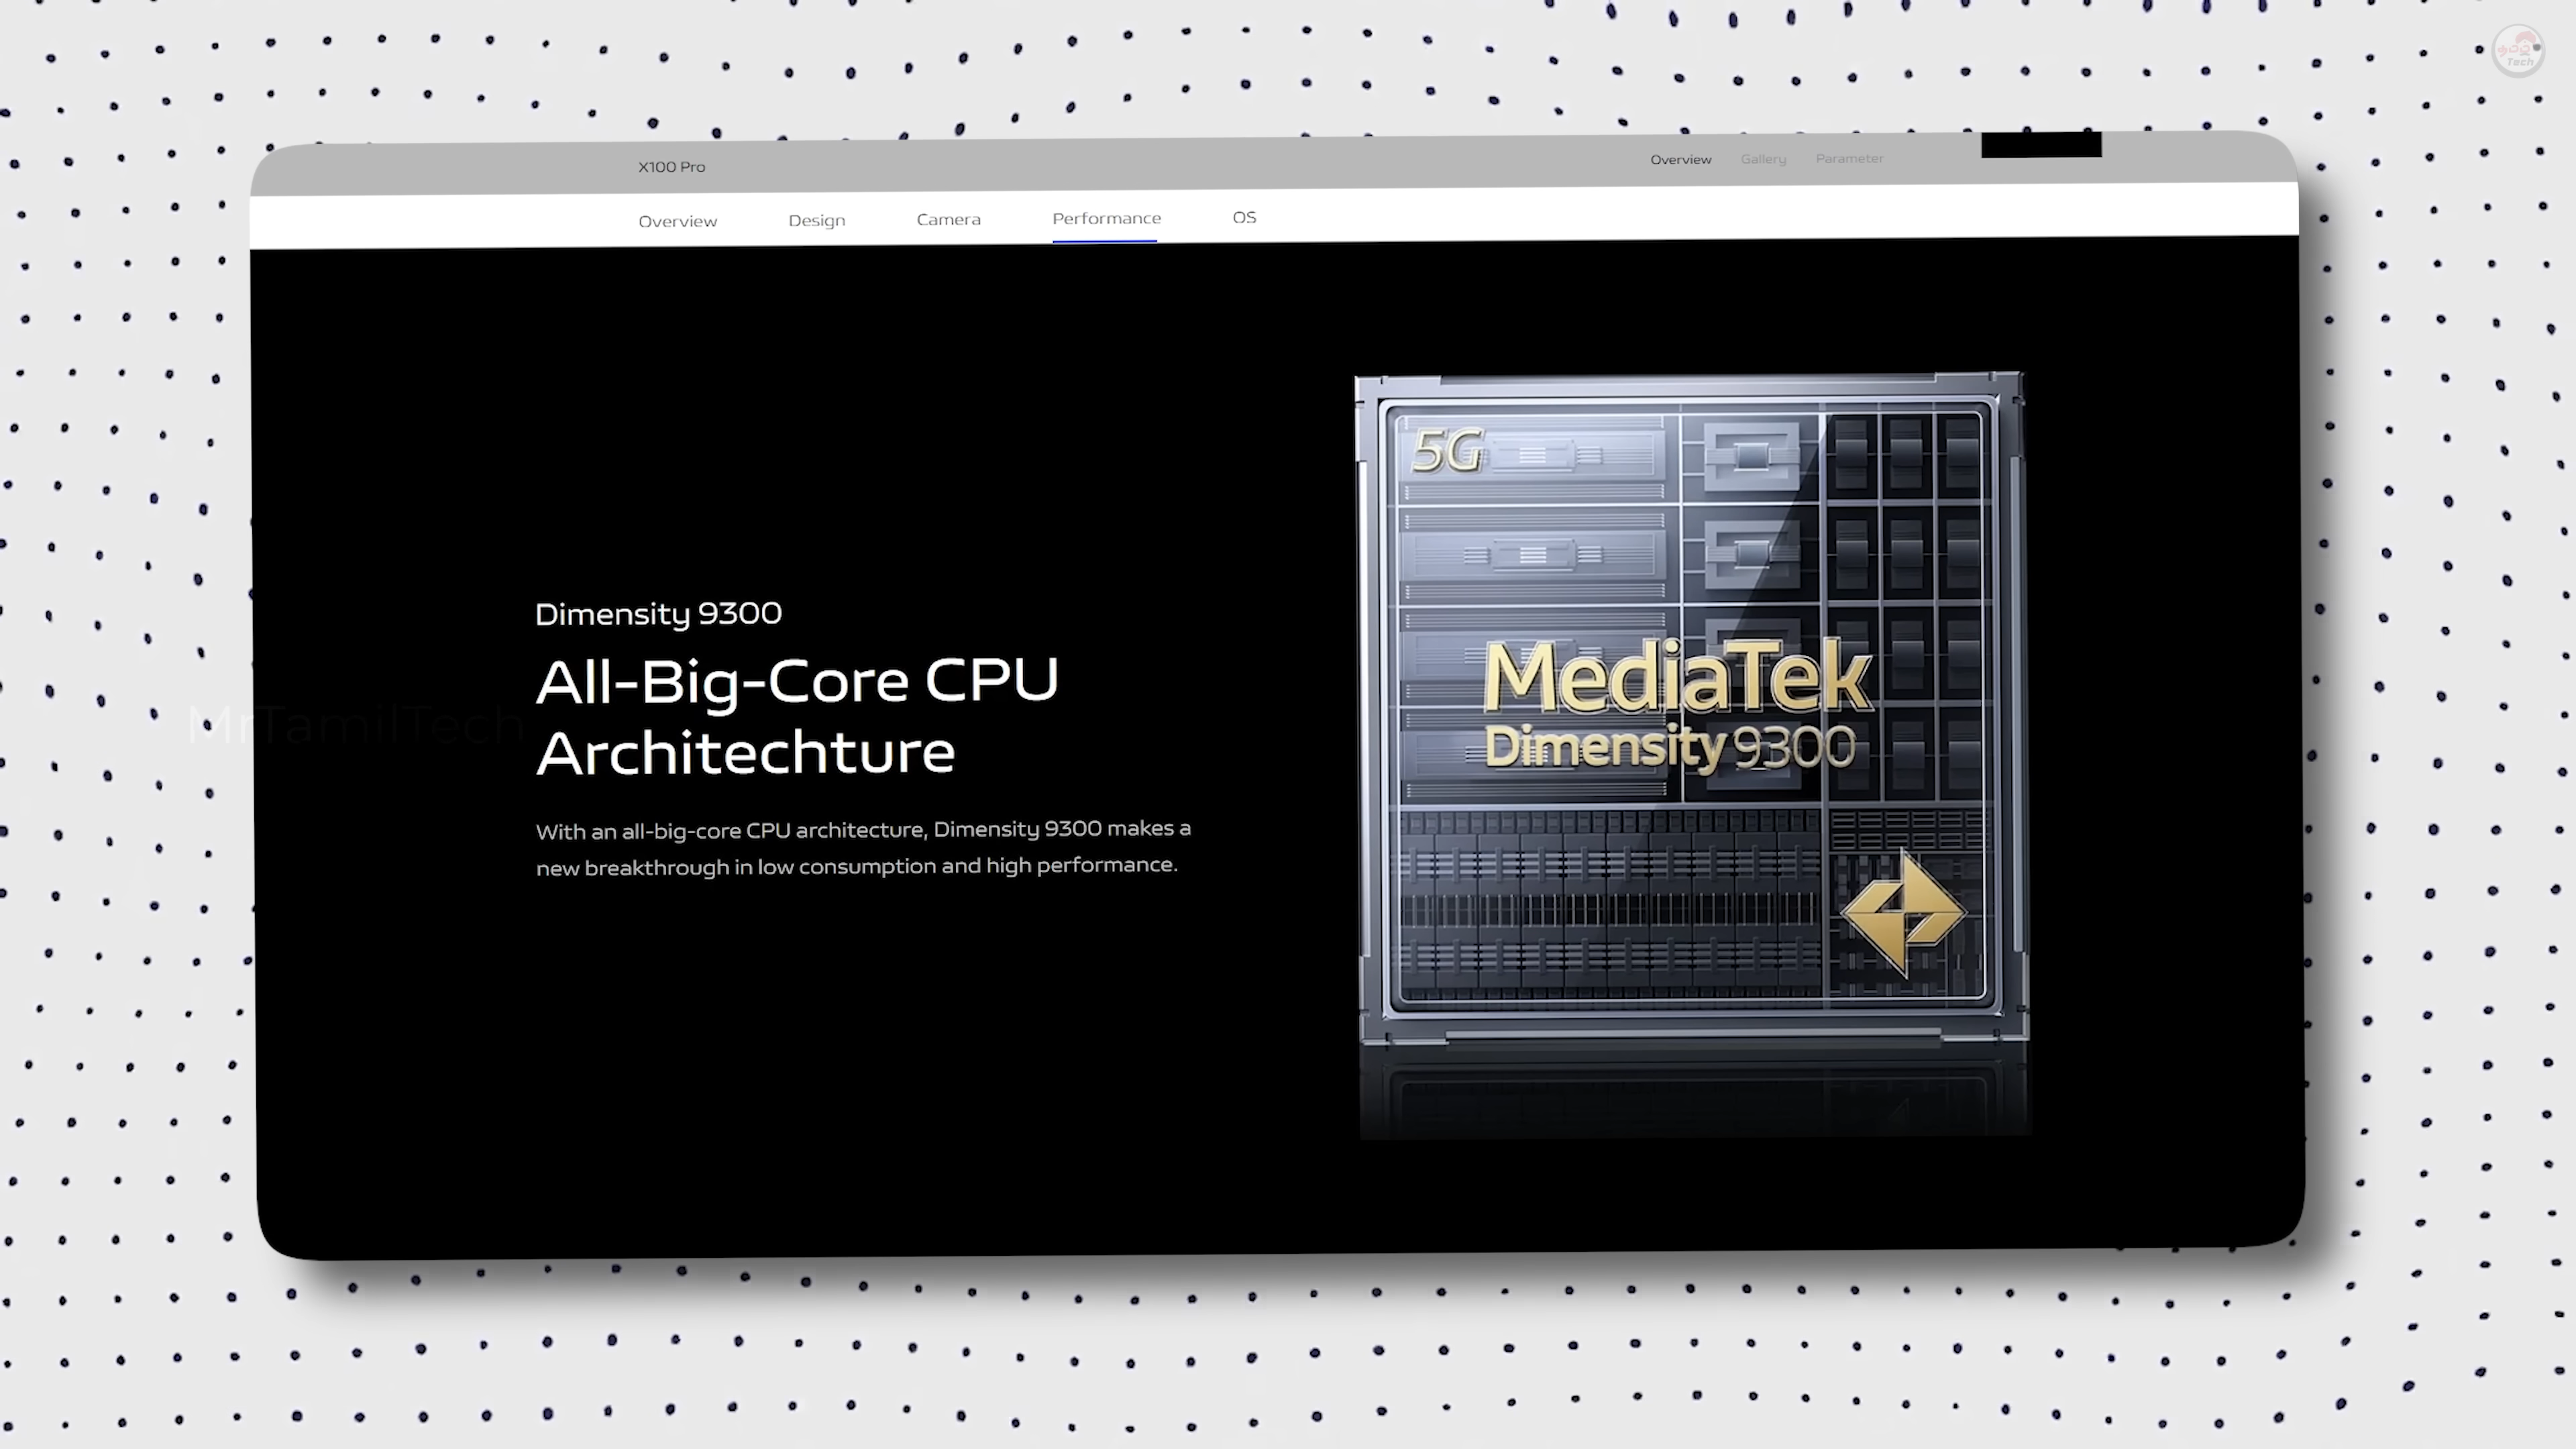 X100 Pro
Overview Gallery Parameter
Overview Design Camera Performance OS
Dimensity 9300
All-Big-Core CPU
Architechture
With an all-big-core CPU architecture, Dimensity 9300 makes a
new breakthrough in low consumption and high performance.
5G
MediaTek
Dimensity 9300
MrTamilTech
Tech